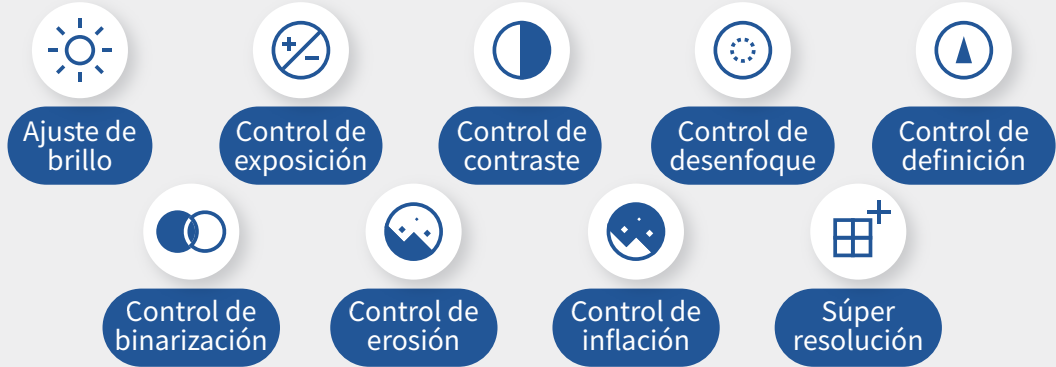 Ajuste de
brillo
Control de
exposición
Control de
contraste
Control de
desenfoque
Control de
definición
Control de
binarización
Control de
erosión
Control de
inflación
Súper
resolución